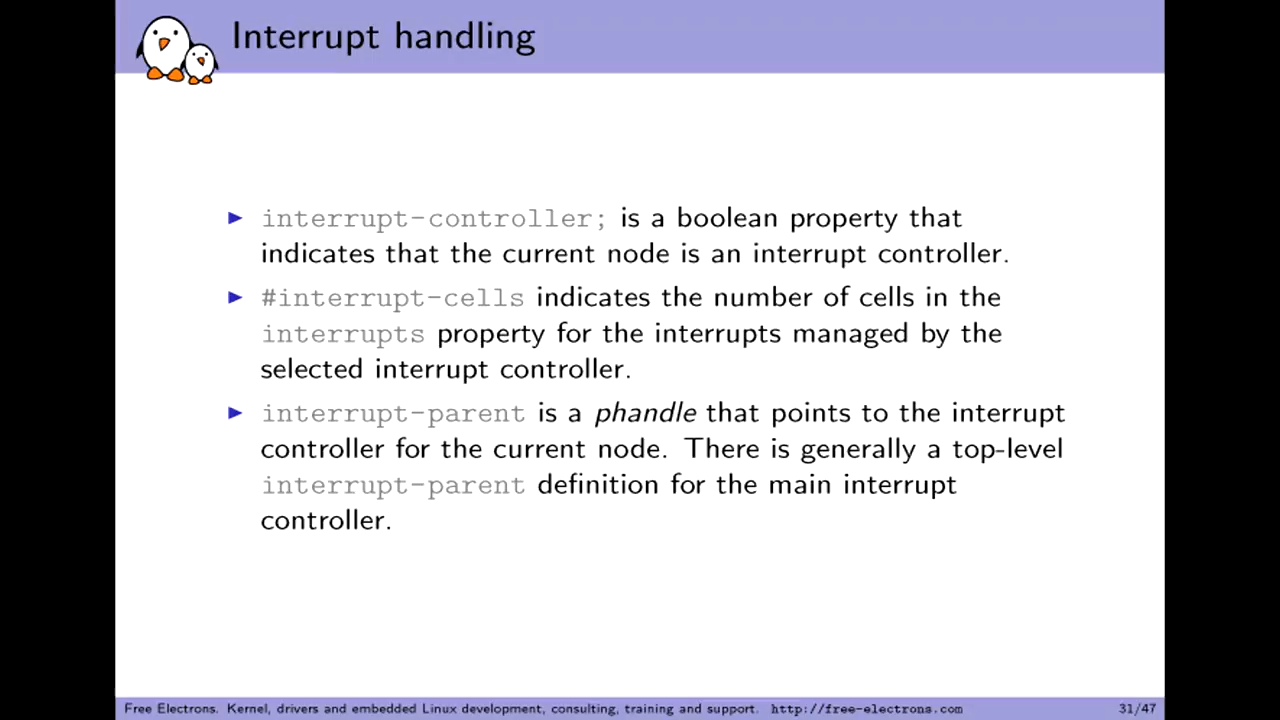 Interrupt handling
▶ interrupt-controller; is a boolean property that
indicates that the current node is an interrupt controller.
▶ #interrupt-cells indicates the number of cells in the
interrupts property for the interrupts managed by the
selected interrupt controller.
▶ interrupt-parent is a phandle that points to the interrupt
controller for the current node. There is generally a top-level
interrupt-parent definition for the main interrupt
controller.
Free Electrons. Kernel, drivers and embedded Linux development, consulting, training and support. http://free-electrons.com 31/47